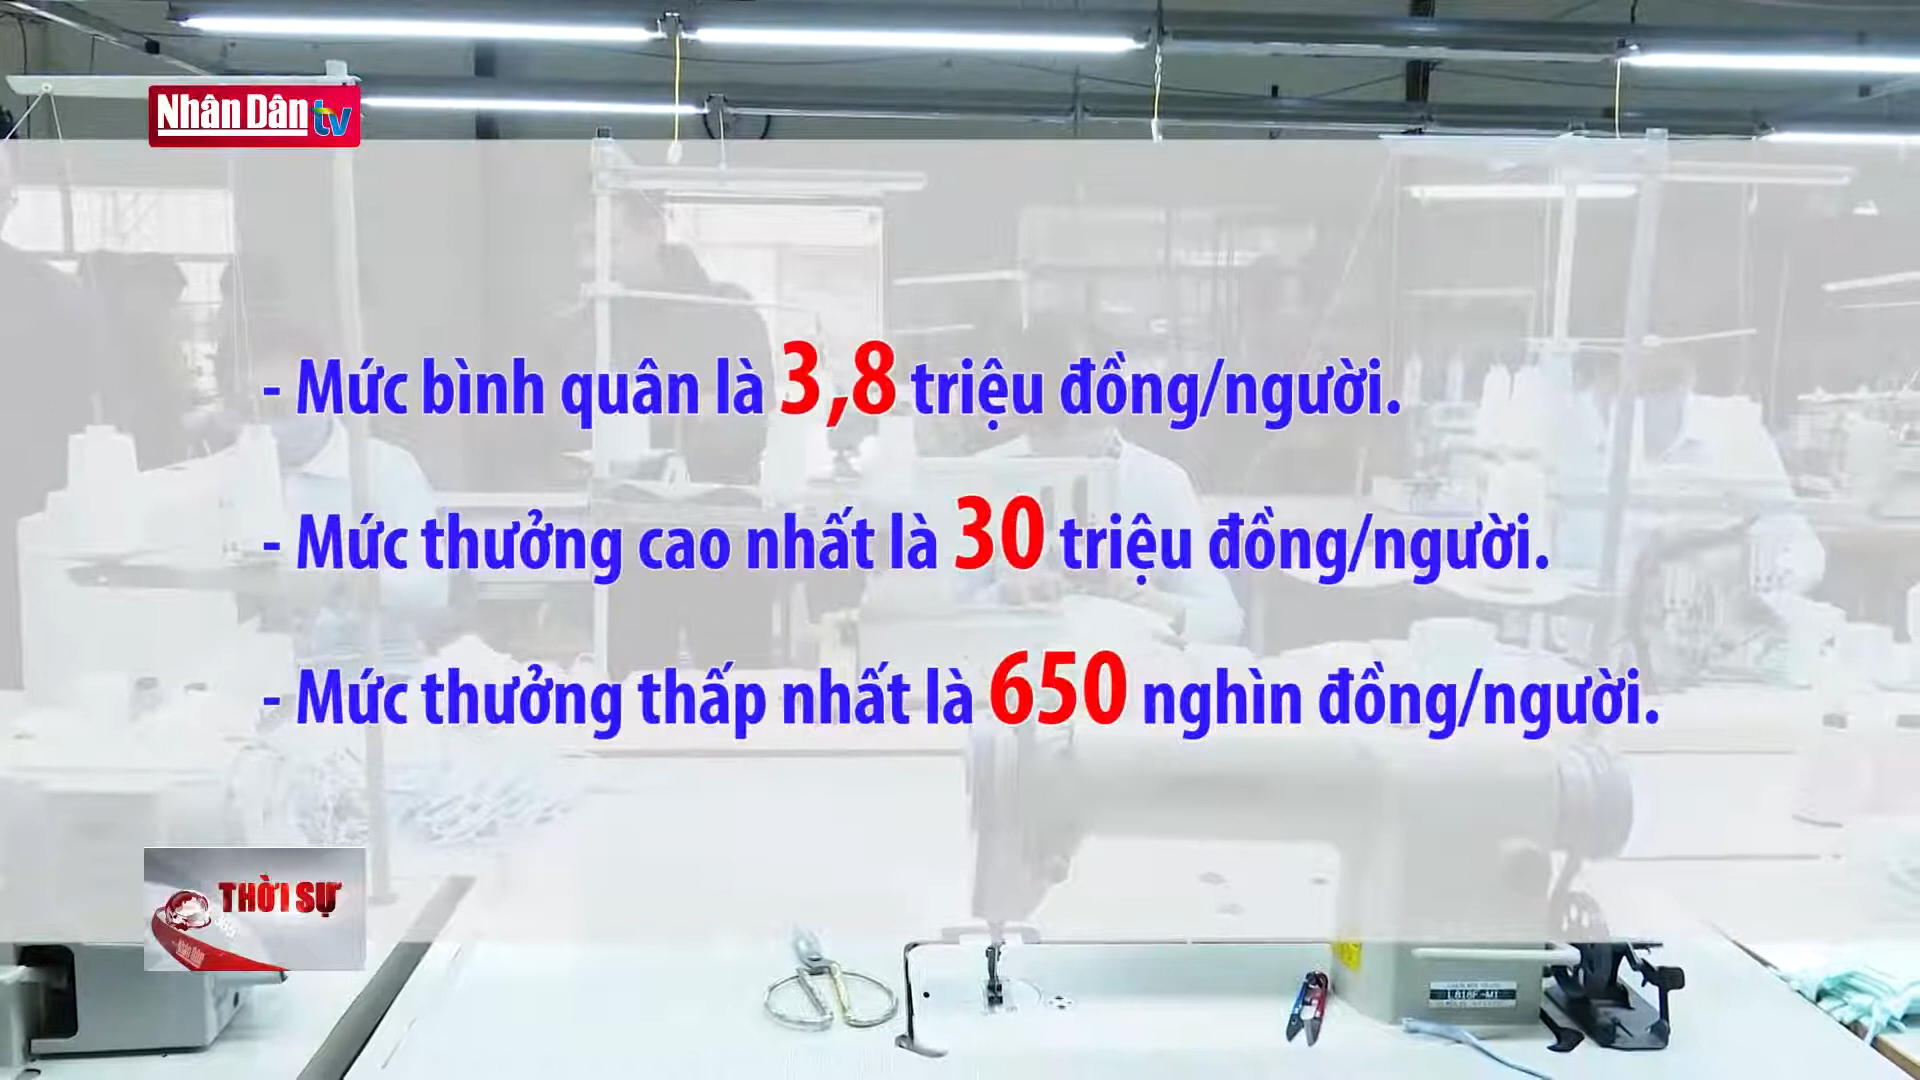 Nhân Dân tv
- Mức bình quân là 3,8 triệu đồng/người.
- Mức thưởng cao nhất là 30 triệu đồng/người.
- Mức thưởng thấp nhất là 650 nghìn đồng/người.
THỜI SỰ